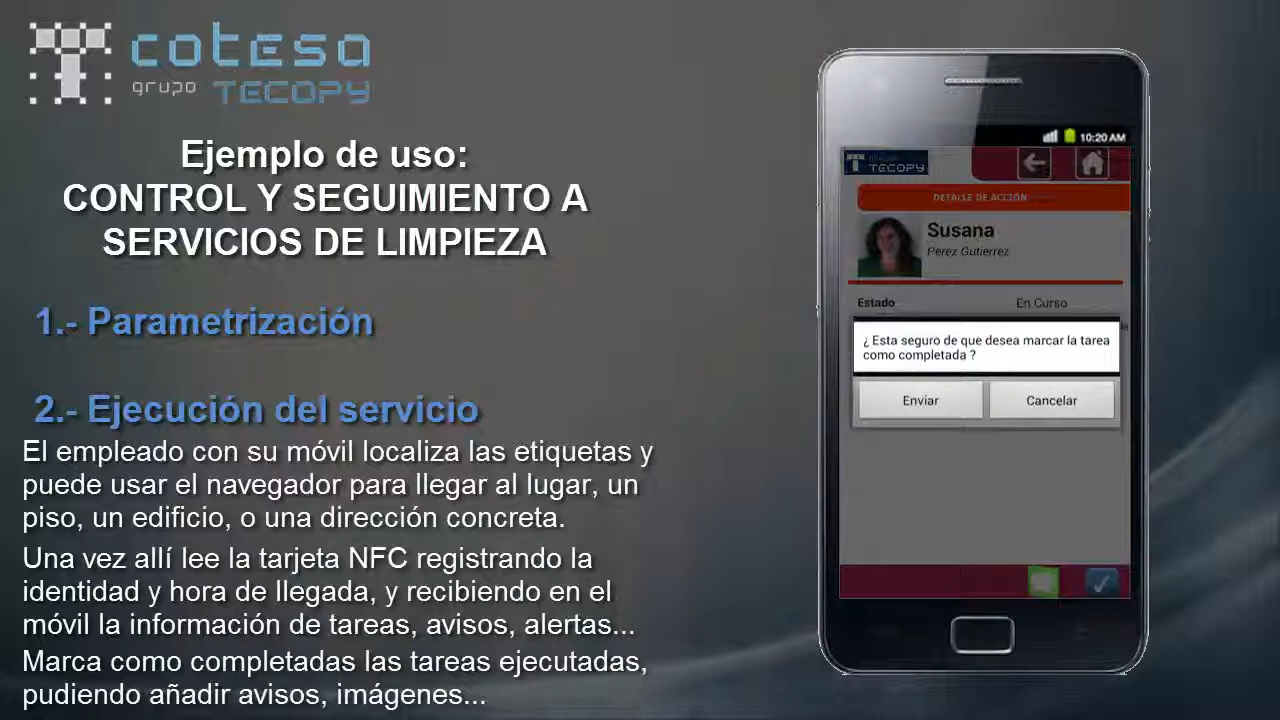 cotesa
grupo TECOPY
Ejemplo de uso:
CONTROL Y SEGUIMIENTO A
SERVICIOS DE LIMPIEZA
1.- Parametrización
2.- Ejecución del servicio
El empleado con su móvil localiza las etiquetas y
puede usar el navegador para llegar al lugar, un
piso, un edificio, o una dirección concreta.
Una vez allí lee la tarjeta NFC registrando la
identidad y hora de llegada, y recibiendo en el
móvil la información de tareas, avisos, alertas...
Marca como completadas las tareas ejecutadas,
pudiendo añadir avisos, imágenes...
10:20 AM
TECOPY
DETALLE DE ACCIÓN
Susana
Perez Gutierrez
Estado En Curso
¿ Esta seguro de que desea marcar la tarea
como completada ?
Enviar Cancelar